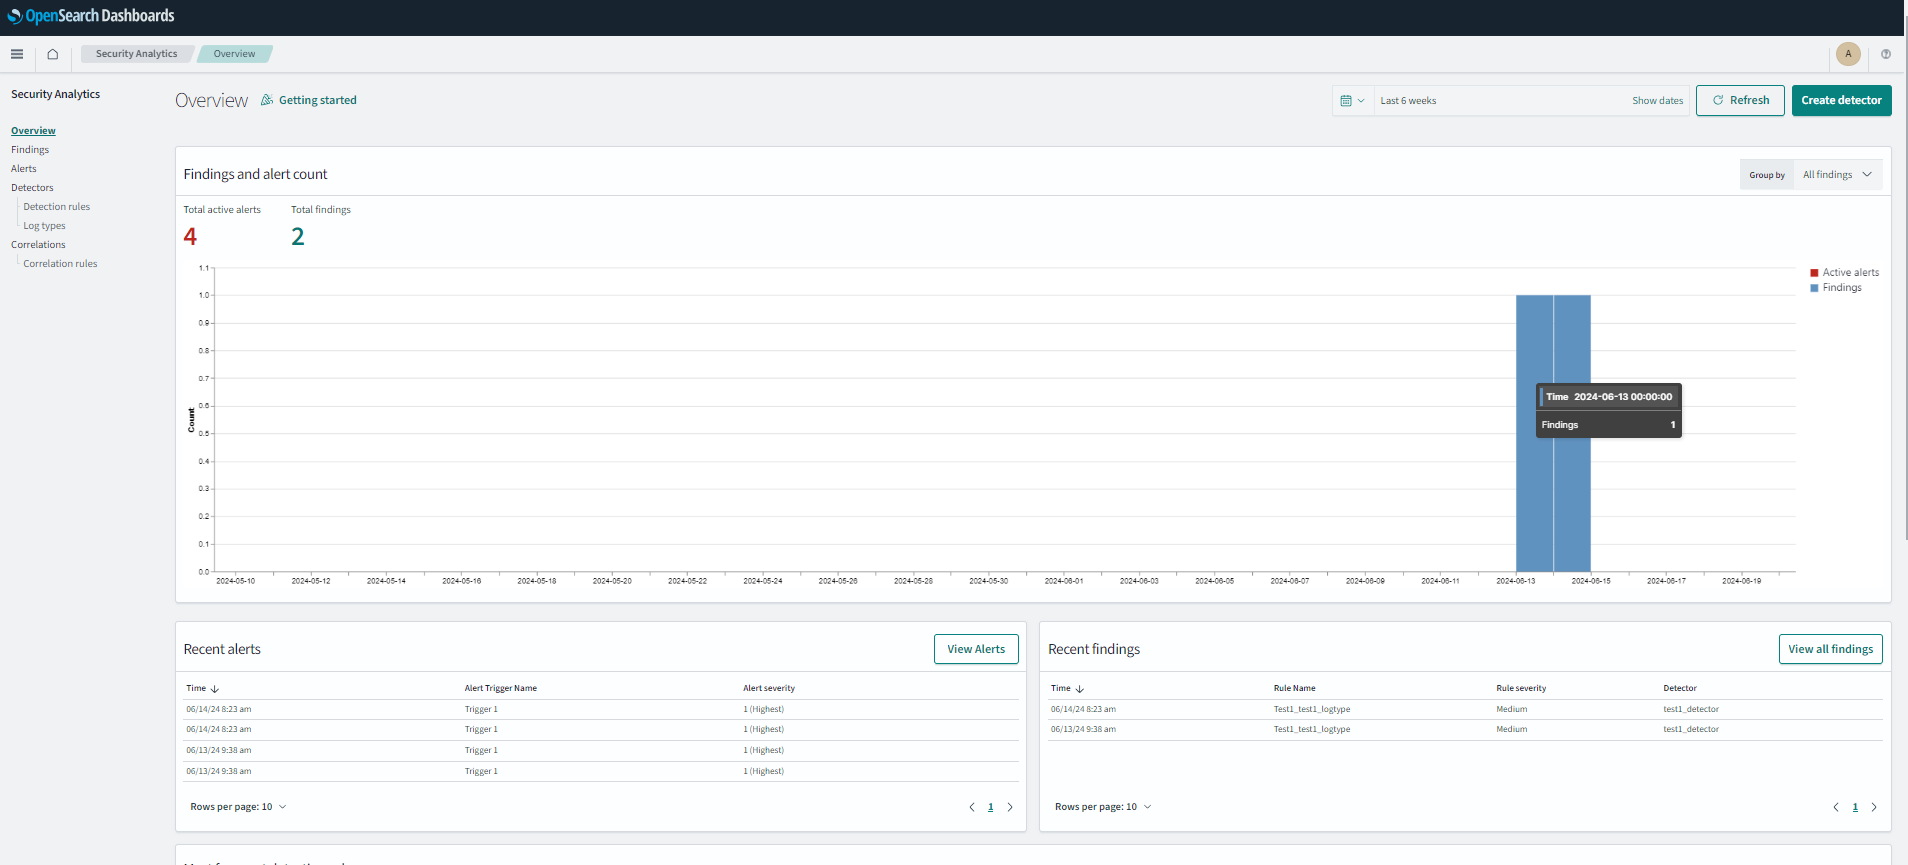 OpenSearch Dashboards
Security Analytics
Overview
A
Security Analytics
Overview
Findings
Alerts
Detectors
Detection rules
Log types
Correlations
Correlation rules
Overview
Getting started
Last 6 weeks
Show dates
Refresh
Create detector
Findings and alert count
Group by
All findings
Total active alerts
Total findings
4
2
1.1
1.0
0.9
0.8
0.7
0.6
0.5
0.4
0.3
0.2
0.1
0.0
Count
2024-05-10
2024-05-12
2024-05-14
2024-05-16
2024-05-18
2024-05-20
2024-05-22
2024-05-24
2024-05-26
2024-05-28
2024-05-30
2024-06-01
2024-06-03
2024-06-05
2024-06-07
2024-06-09
2024-06-11
2024-06-13
2024-06-15
2024-06-17
2024-06-19
Active alerts
Findings
Time 2024-06-13 00:00:00
Findings 1
Recent alerts
View Alerts
Time Alert Trigger Name Alert severity
06/14/24 8:23 am Trigger 1 1 (Highest)
06/14/24 8:23 am Trigger 1 1 (Highest)
06/13/24 9:38 am Trigger 1 1 (Highest)
06/13/24 9:38 am Trigger 1 1 (Highest)
Rows per page: 10
1
Recent findings
View all findings
Time Rule Name Rule severity Detector
06/14/24 8:23 am Test1_test1_logtype Medium test1_detector
06/13/24 9:38 am Test1_test1_logtype Medium test1_detector
Rows per page: 10
1